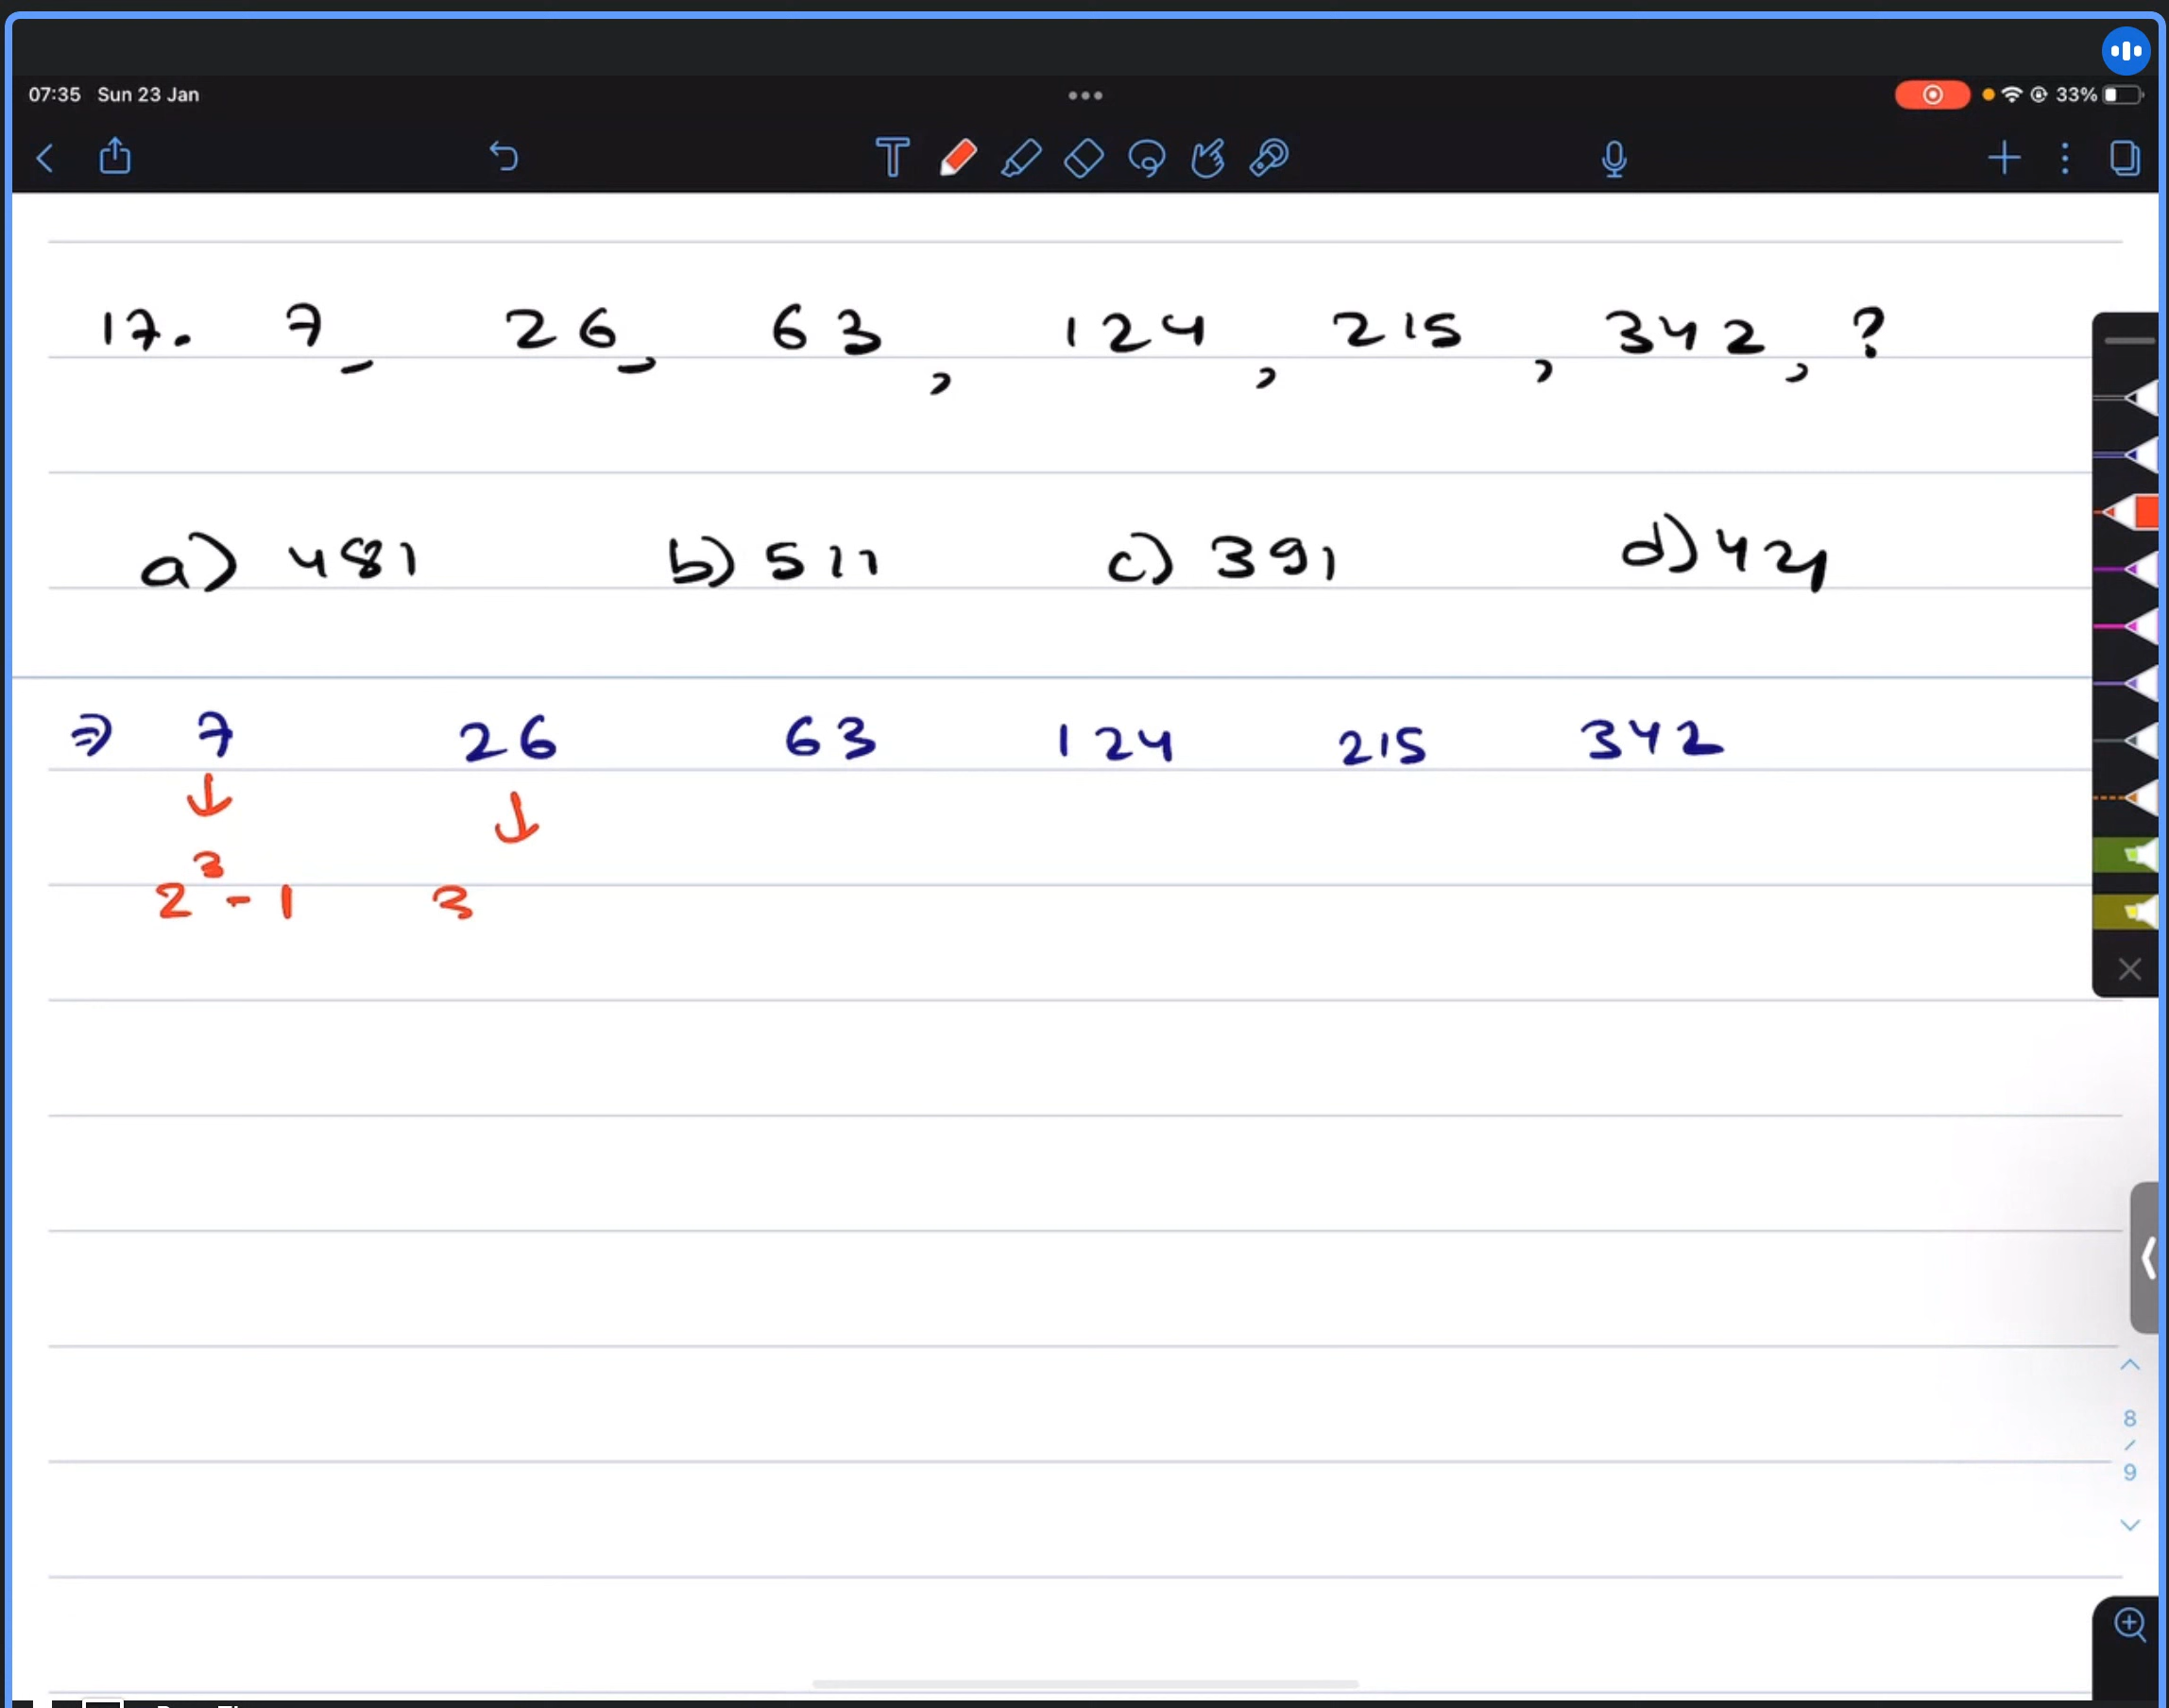 07:35 Sun 23 Jan
33%
17. 7, 26, 63, 124, 215, 342, ?
a) 481 b) 511 c) 391 d) 421
⇒ 7 26 63 124 215 342
↓ ↓
2³-1 3
8
/
9